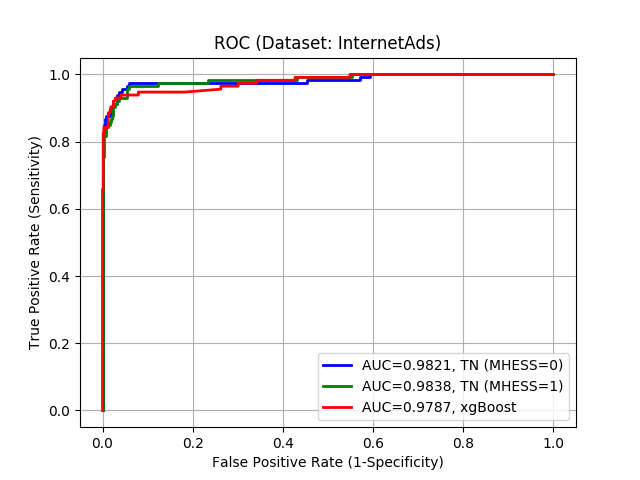 ROC (Dataset: InternetAds)
True Positive Rate (Sensitivity)
1.0
0.8
0.6
0.4
0.2
0.0
AUC=0.9821, TN (MHESS=0)
AUC=0.9838, TN (MHESS=1)
AUC=0.9787, xgBoost
0.0 0.2 0.4 0.6 0.8 1.0
False Positive Rate (1-Specificity)